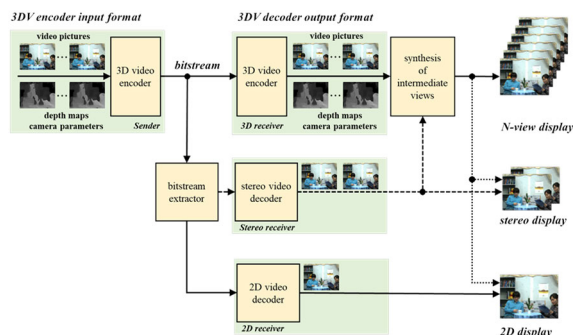 3DV encoder input format
3DV decoder output format
video pictures
3D video
encoder
depth maps
camera parameters
Sender
bitstream
video pictures
3D video
encoder
depth maps
camera parameters
3D receiver
synthesis
of
intermediate
views
N-view display
bitstream
extractor
stereo video
decoder
Stereo receiver
stereo display
2D video
decoder
2D receiver
2D display